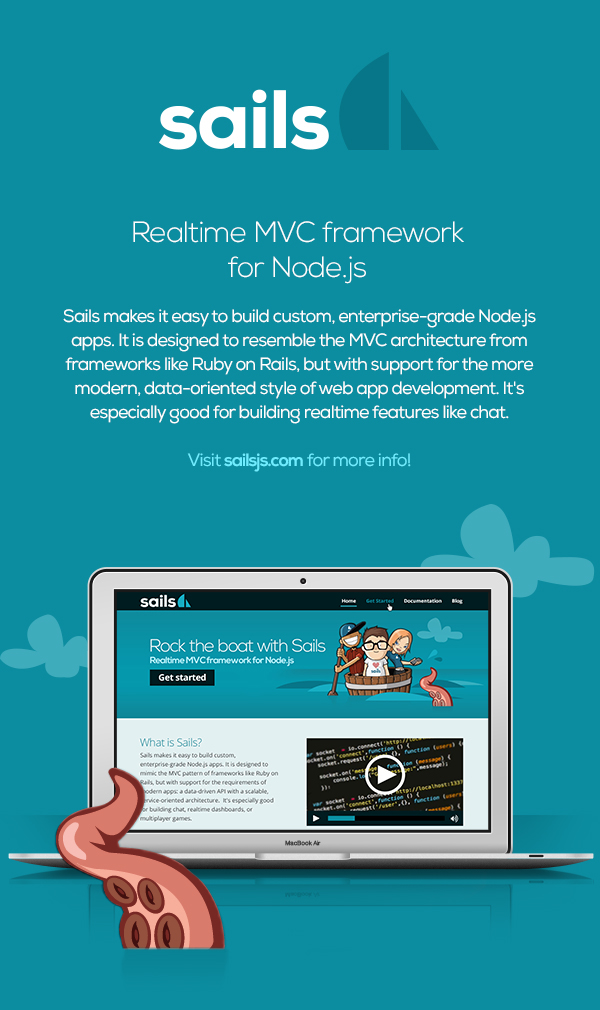 sails
Realtime MVC framework
for Node.js
Sails makes it easy to build custom, enterprise-grade Node.js
apps. It is designed to resemble the MVC architecture from
frameworks like Ruby on Rails, but with support for the more
modern, data-oriented style of web app development. It's
especially good for building realtime features like chat.
Visit sailsjs.com for more info!
sails
Home Get Started Documentation Blog
Rock the boat with Sails
Realtime MVC framework for Node.js
Get started
What is Sails?
Sails makes it easy to build custom,
enterprise-grade Node.js apps. It is designed to
mimic the MVC pattern of frameworks like Ruby on
Rails, but with support for the requirements of
modern apps: a data-driven API with a scalable,
service-oriented architecture. It's especially good
for building chat, realtime dashboards, or
multiplayer games.
MacBook Air